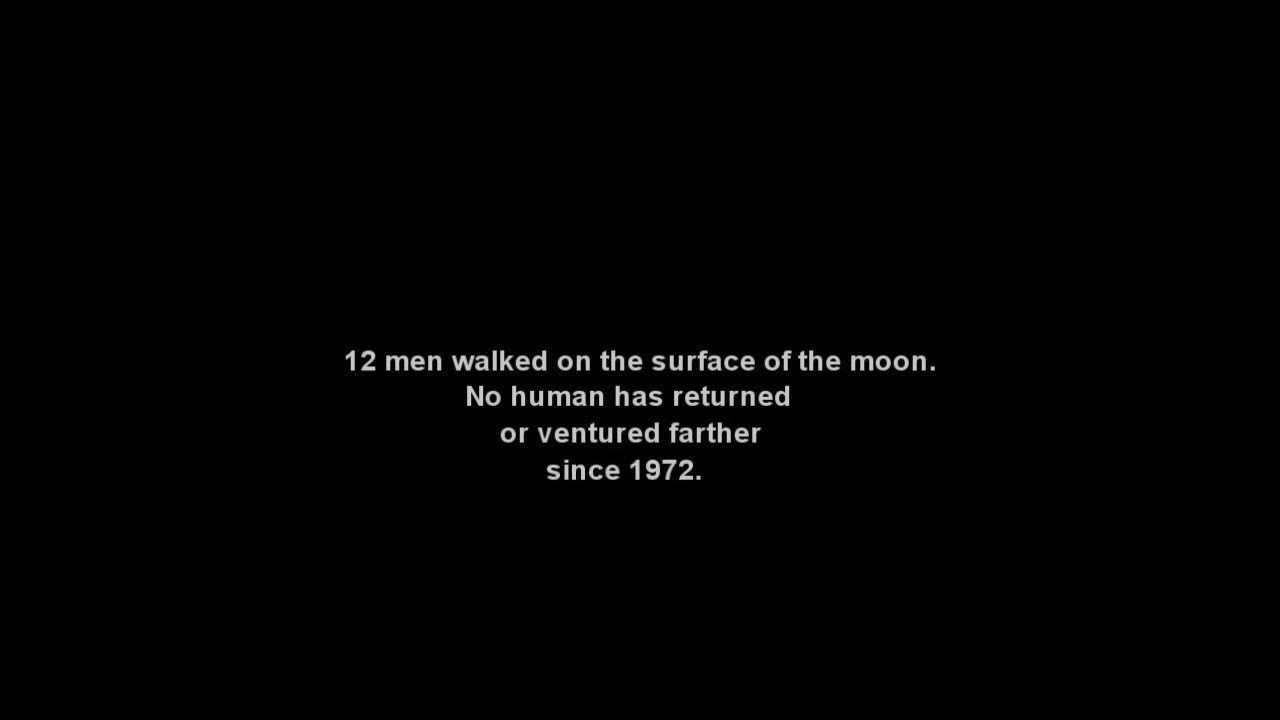 12 men walked on the surface of the moon.
No human has returned
or ventured farther
since 1972.